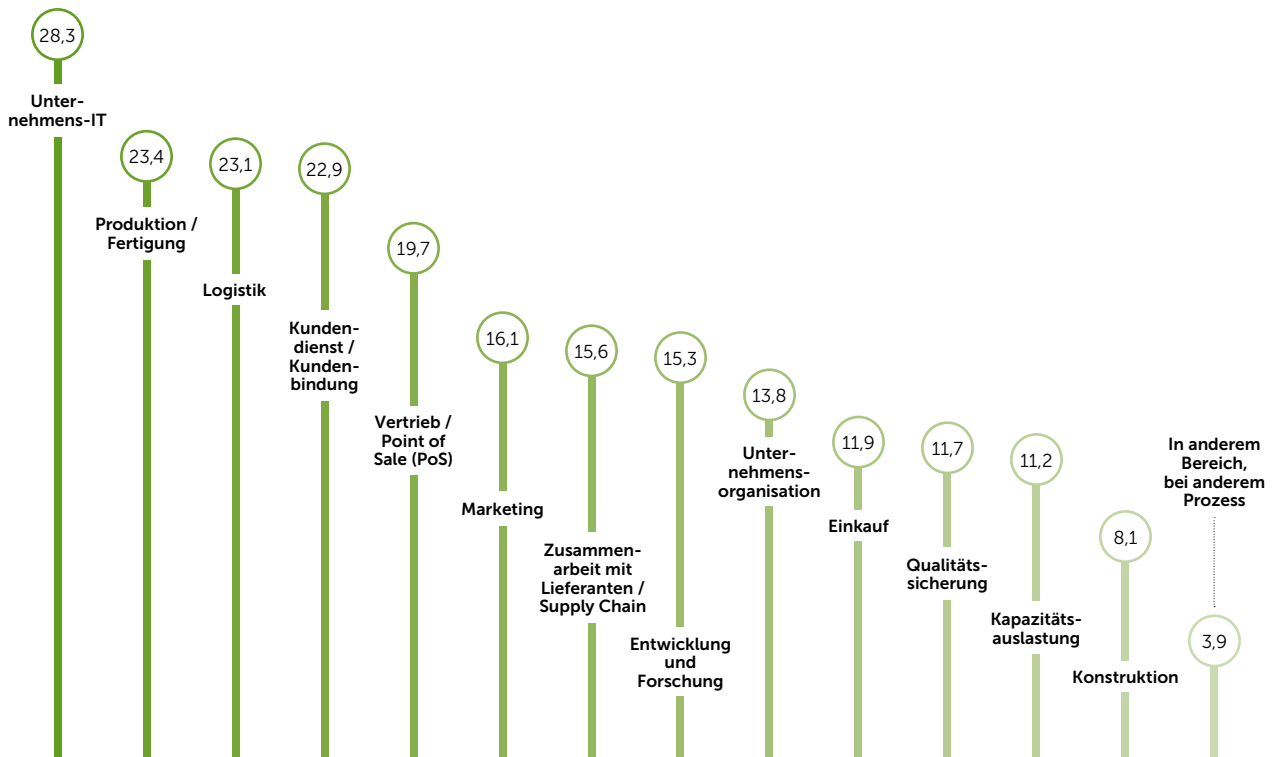 28,3
Unter-
nehmens-IT
23,4
Produktion /
Fertigung
23,1
Logistik
22,9
Kunden-
dienst /
Kunden-
bindung
19,7
Vertrieb /
Point of
Sale (PoS)
16,1
Marketing
15,6
Zusammen-
arbeit mit
Lieferanten /
Supply Chain
15,3
Entwicklung
und
Forschung
13,8
Unter-
nehmens-
organisation
11,9
Einkauf
11,7
Qualitäts-
sicherung
11,2
Kapazitäts-
auslastung
8,1
Konstruktion
In anderem
Bereich,
bei anderem
Prozess
3,9